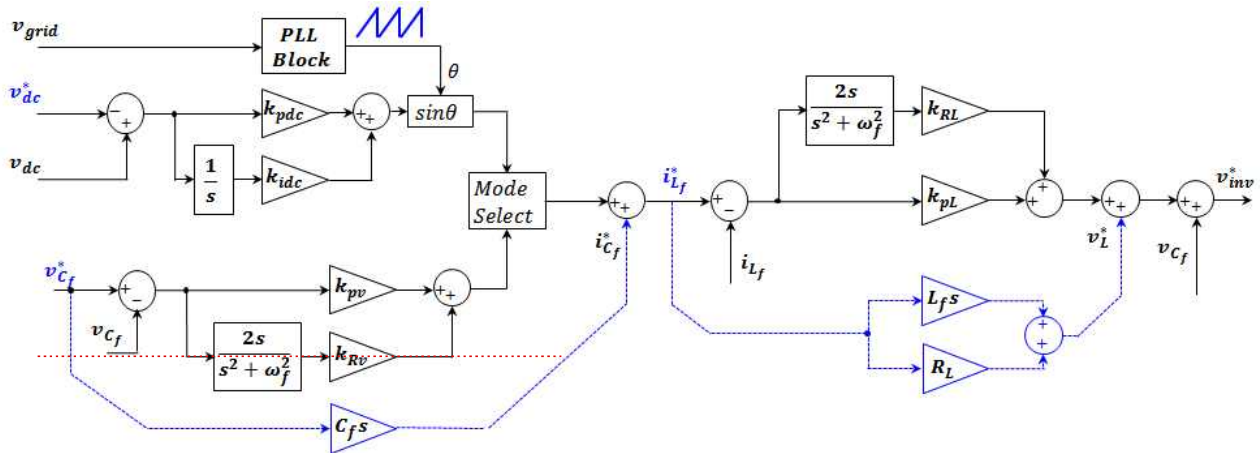 v_grid
PLL
Block
θ
v*_dc
−
+
k_pdc
++
sinθ
v_dc
1
s
k_idc
Mode
Select
v*_Cf
+
−
v_Cf
k_pv
++
2s
s² + ω_f²
k_Rv
C_f s
++
i*_Cf
i*_Lf
+
−
i_Lf
2s
s² + ω_f²
k_RL
k_pL
+
+
++
v*_L
++
v_Cf
v*_inv
L_f s
R_L
+
+